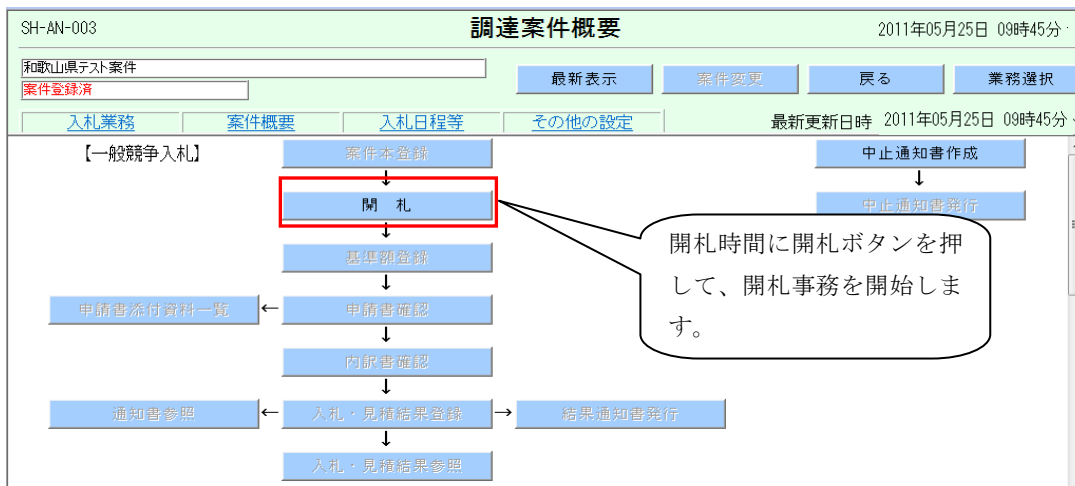 SH-AN-003
調達案件概要
2011年05月25日 09時45分
和歌山県テスト案件
案件登録済
最新表示
案件変更
戻る
業務選択
入札業務
案件概要
入札日程等
その他の設定
最新更新日時 2011年05月25日 09時45分
【一般競争入札】
案件本登録
中止通知書作成
↓
↓
開 札
中止通知書発行
↓
開札時間に開札ボタンを押
して、開札事務を開始しま
す。
基準額登録
↓
申請書添付資料一覧 ← 申請書確認
↓
内訳書確認
↓
通知書参照 ← 入札・見積結果登録 → 結果通知書発行
↓
入札・見積結果参照